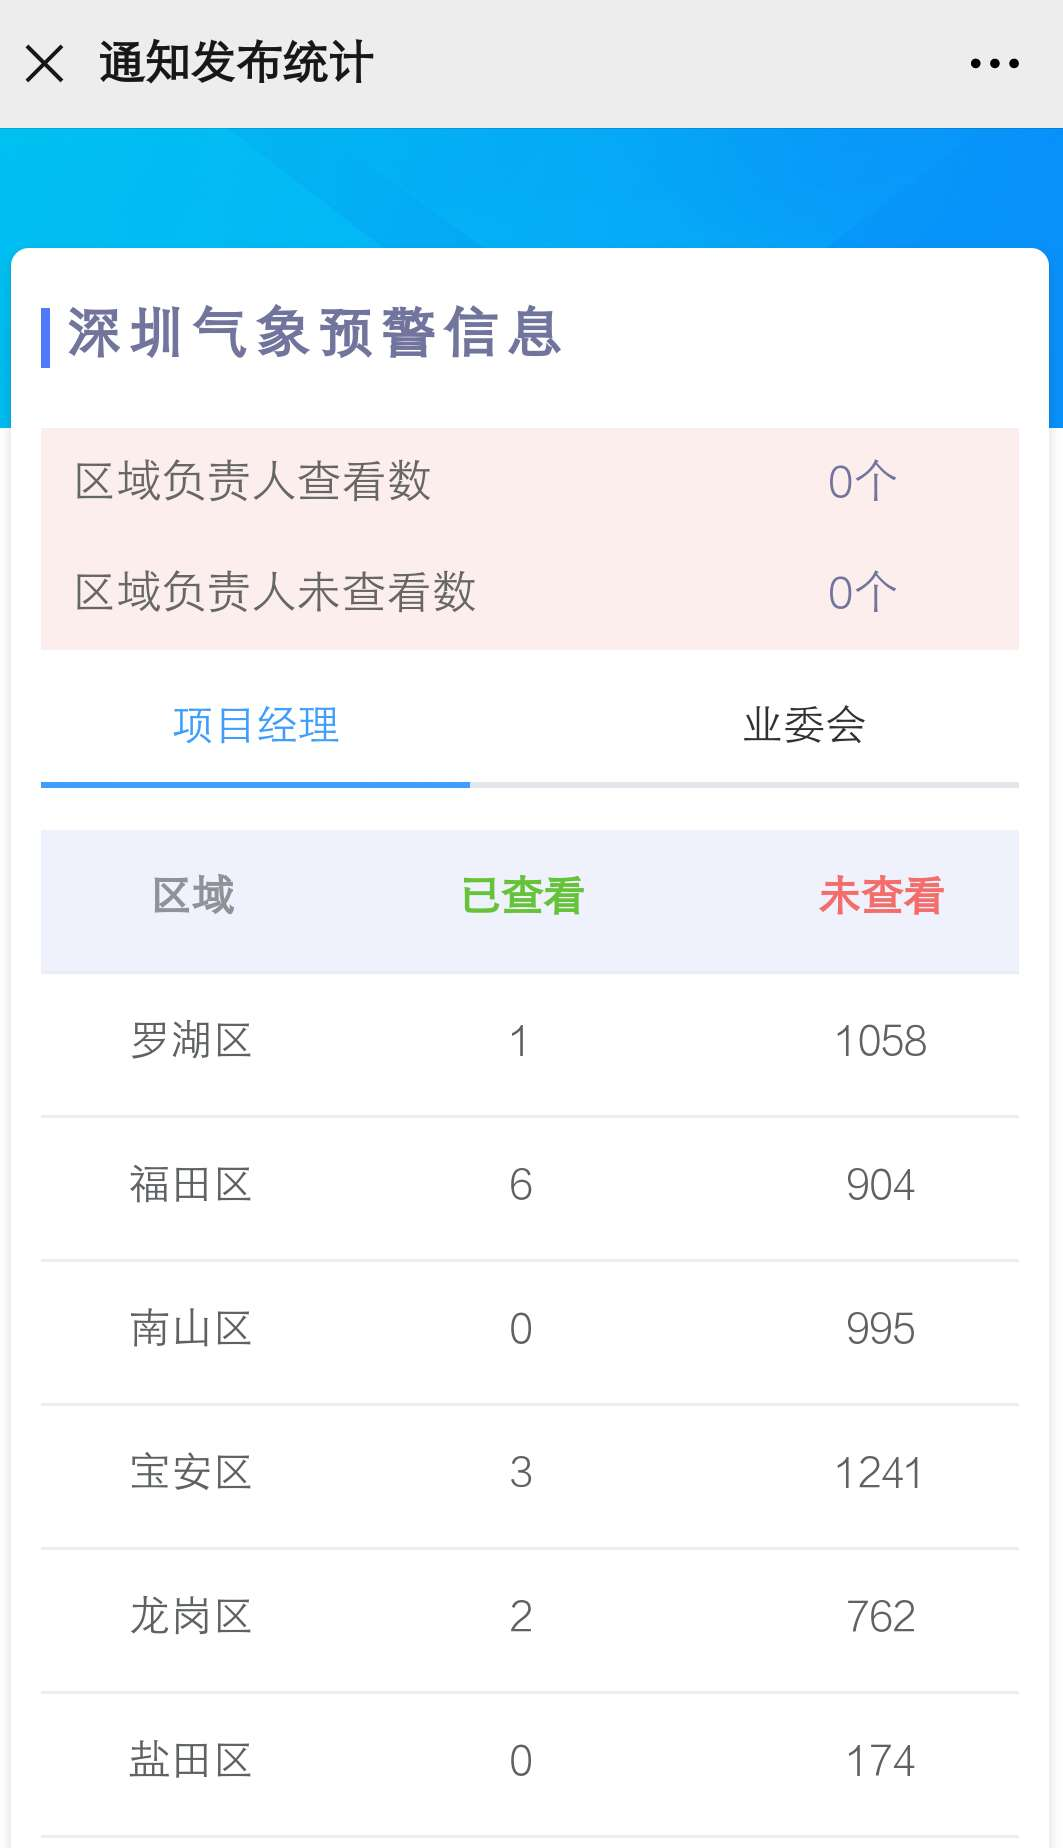 通知发布统计
深圳气象预警信息
区域负责人查看数 0个
区域负责人未查看数 0个
项目经理 业委会
区域 已查看 未查看
罗湖区 1 1058
福田区 6 904
南山区 0 995
宝安区 3 1241
龙岗区 2 762
盐田区 0 174